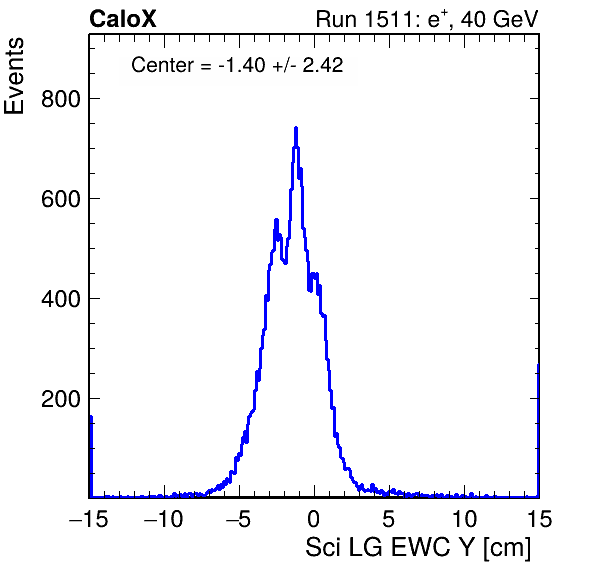 CaloX Run 1511: e⁺, 40 GeV
Events
Center = -1.40 +/- 2.42
800
600
400
200
−15 −10 −5 0 5 10 15
Sci LG EWC Y [cm]